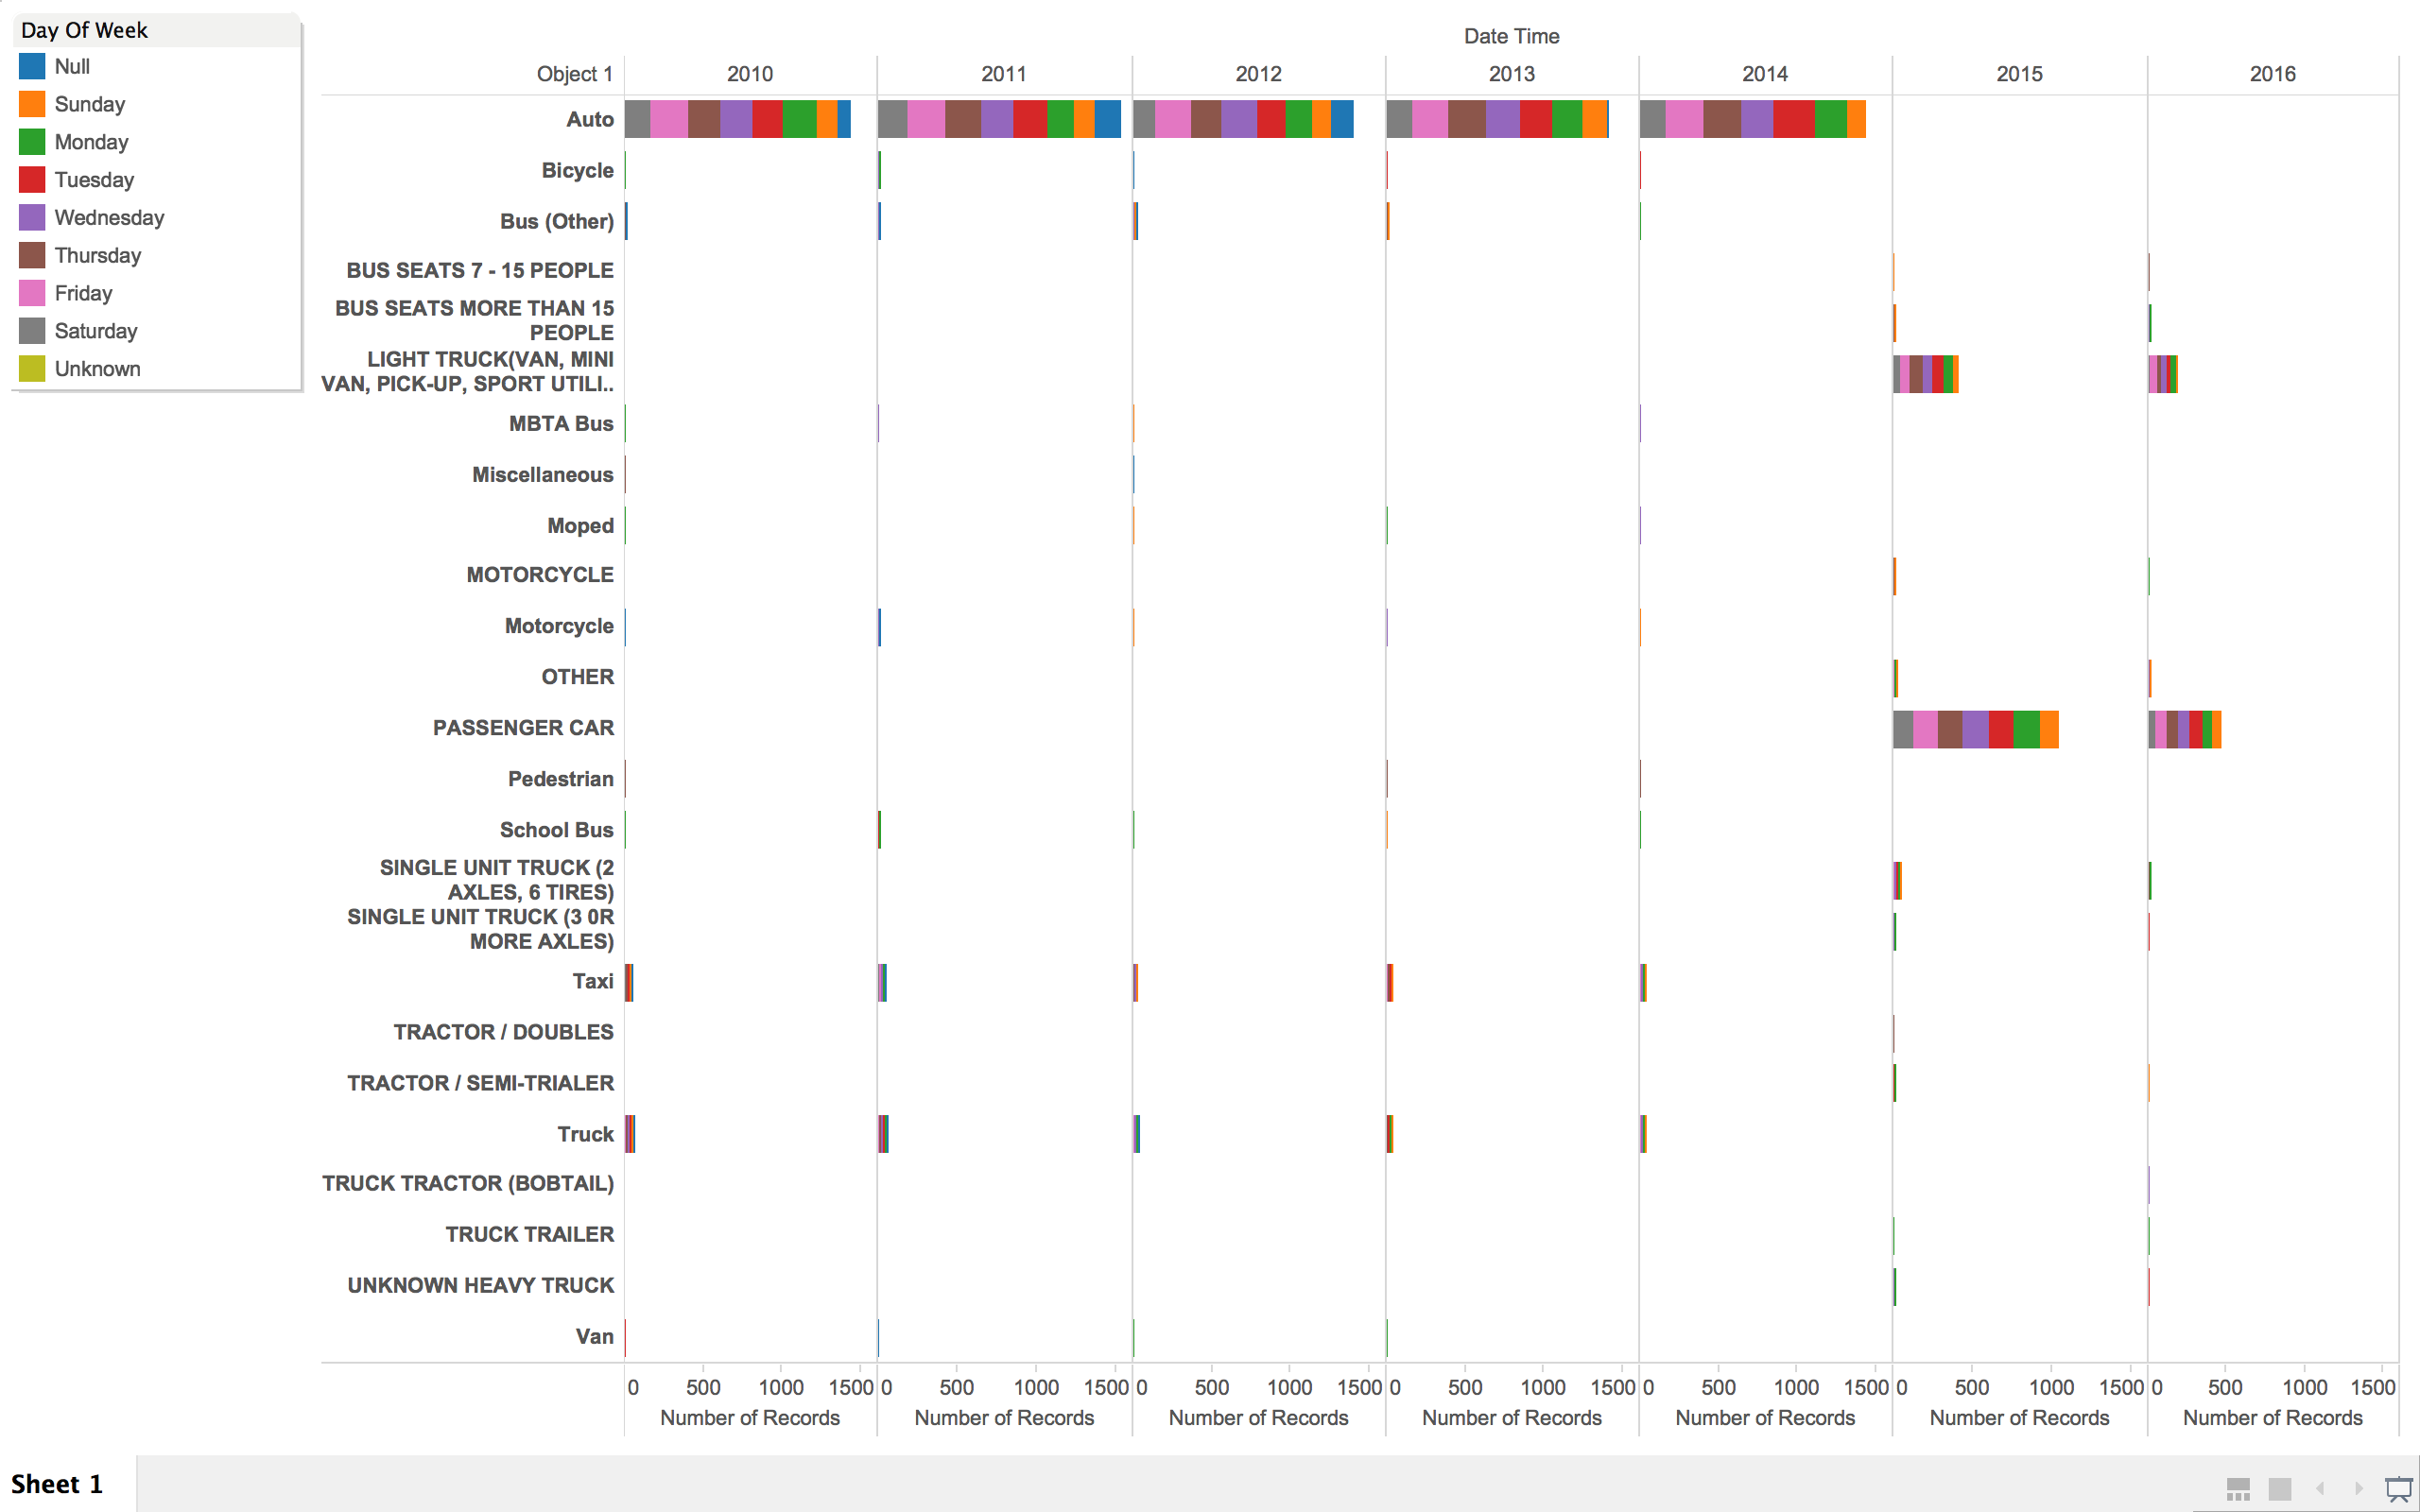 Day Of Week
Null
Sunday
Monday
Tuesday
Wednesday
Thursday
Friday
Saturday
Unknown
Date Time
Object 1 2010 2011 2012 2013 2014 2015 2016
Auto
Bicycle
Bus (Other)
BUS SEATS 7 - 15 PEOPLE
BUS SEATS MORE THAN 15
PEOPLE
LIGHT TRUCK(VAN, MINI
VAN, PICK-UP, SPORT UTILI..
MBTA Bus
Miscellaneous
Moped
MOTORCYCLE
Motorcycle
OTHER
PASSENGER CAR
Pedestrian
School Bus
SINGLE UNIT TRUCK (2
AXLES, 6 TIRES)
SINGLE UNIT TRUCK (3 0R
MORE AXLES)
Taxi
TRACTOR / DOUBLES
TRACTOR / SEMI-TRIALER
Truck
TRUCK TRACTOR (BOBTAIL)
TRUCK TRAILER
UNKNOWN HEAVY TRUCK
Van
0 500 1000 1500 0 500 1000 1500 0 500 1000 1500 0 500 1000 1500 0 500 1000 1500 0 500 1000 1500 0 500 1000 1500
Number of Records Number of Records Number of Records Number of Records Number of Records Number of Records Number of Records
Sheet 1